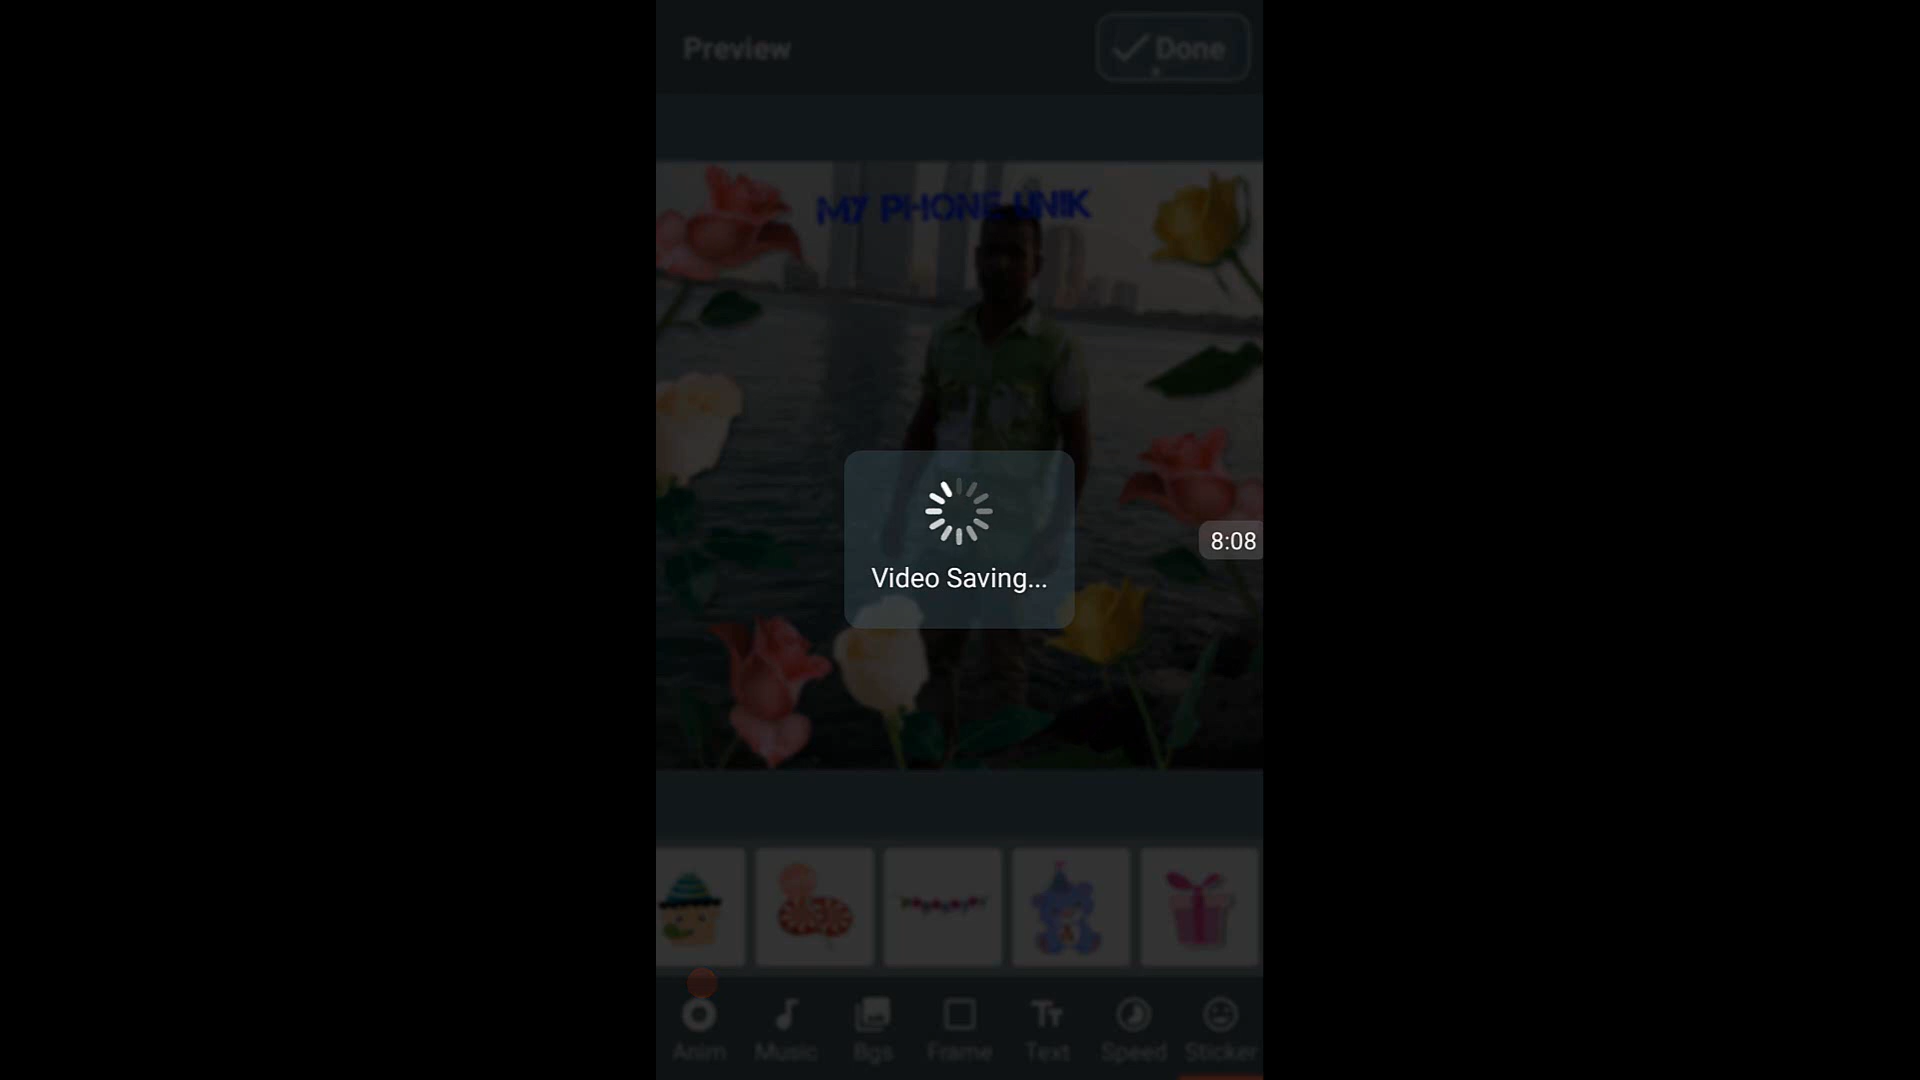 Preview
Done
MY PHONE UNIK
8:08
Video Saving...
Anim
Music
Bgs
Frame
Text
Speed
Sticker